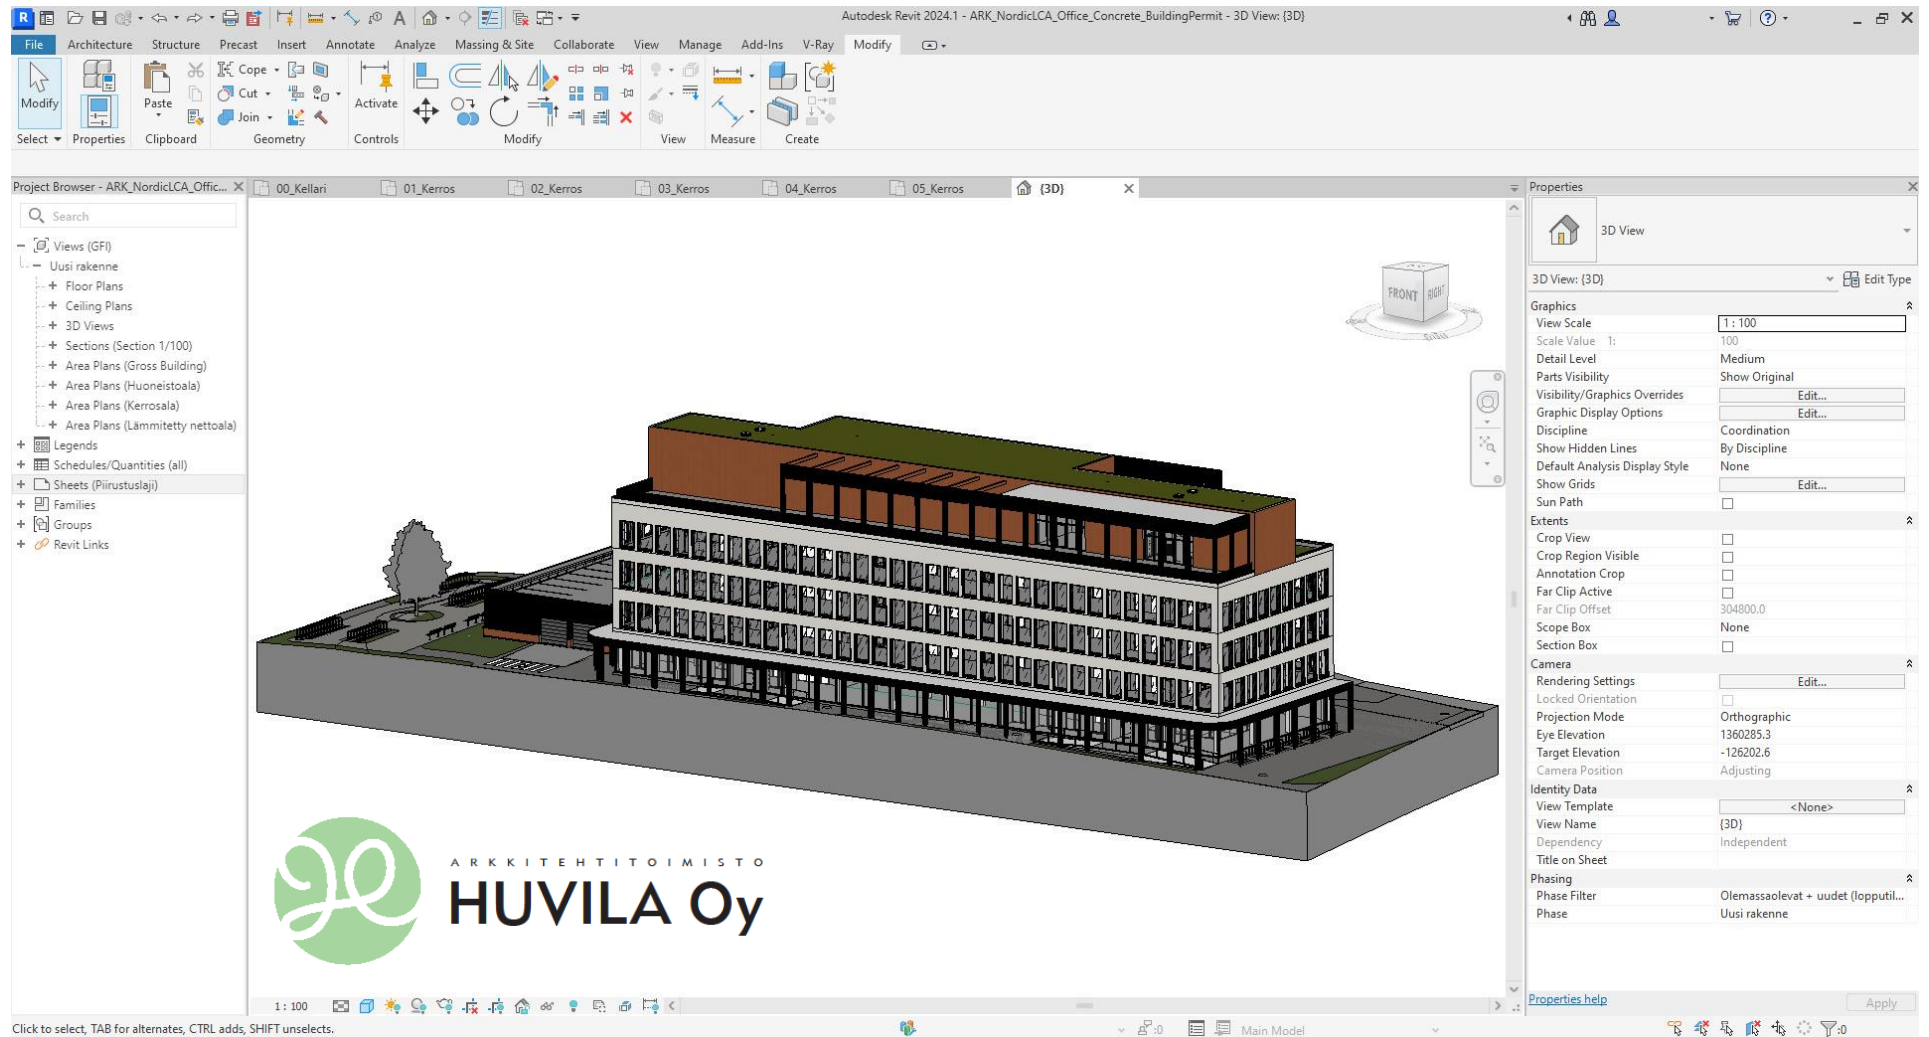 Autodesk Revit 2024.1 - ARK_NordicLCA_Office_Concrete_BuildingPermit - 3D View: {3D}
File Architecture Structure Precast Insert Annotate Analyze Massing & Site Collaborate View Manage Add-Ins V-Ray Modify
Cope
Cut
Join
Modify
Paste
Activate
Select Properties Clipboard Geometry Controls Modify View Measure Create
Project Browser - ARK_NordicLCA_Offic...
00_Kellari 01_Kerros 02_Kerros 03_Kerros 04_Kerros 05_Kerros {3D}
Search
Views (GFI)
Uusi rakenne
Floor Plans
Ceiling Plans
3D Views
Sections (Section 1/100)
Area Plans (Gross Building)
Area Plans (Huoneistoala)
Area Plans (Kerrosala)
Area Plans (Lämmitetty nettoala)
Legends
Schedules/Quantities (all)
Sheets (Piirustuslaji)
Families
Groups
Revit Links
FRONT RIGHT
ARKKITEHTITOIMISTO
HUVILA Oy
Properties
3D View
3D View: {3D} Edit Type
Graphics
View Scale 1 : 100
Scale Value 1: 100
Detail Level Medium
Parts Visibility Show Original
Visibility/Graphics Overrides Edit...
Graphic Display Options Edit...
Discipline Coordination
Show Hidden Lines By Discipline
Default Analysis Display Style None
Show Grids Edit...
Sun Path
Extents
Crop View
Crop Region Visible
Annotation Crop
Far Clip Active
Far Clip Offset 304800.0
Scope Box None
Section Box
Camera
Rendering Settings Edit...
Locked Orientation
Projection Mode Orthographic
Eye Elevation 1360285.3
Target Elevation -126202.6
Camera Position Adjusting
Identity Data
View Template <None>
View Name {3D}
Dependency Independent
Title on Sheet
Phasing
Phase Filter Olemassaolevat + uudet (lopputil...
Phase Uusi rakenne
Properties help Apply
1 : 100
Click to select, TAB for alternates, CTRL adds, SHIFT unselects.
:0 Main Model :0